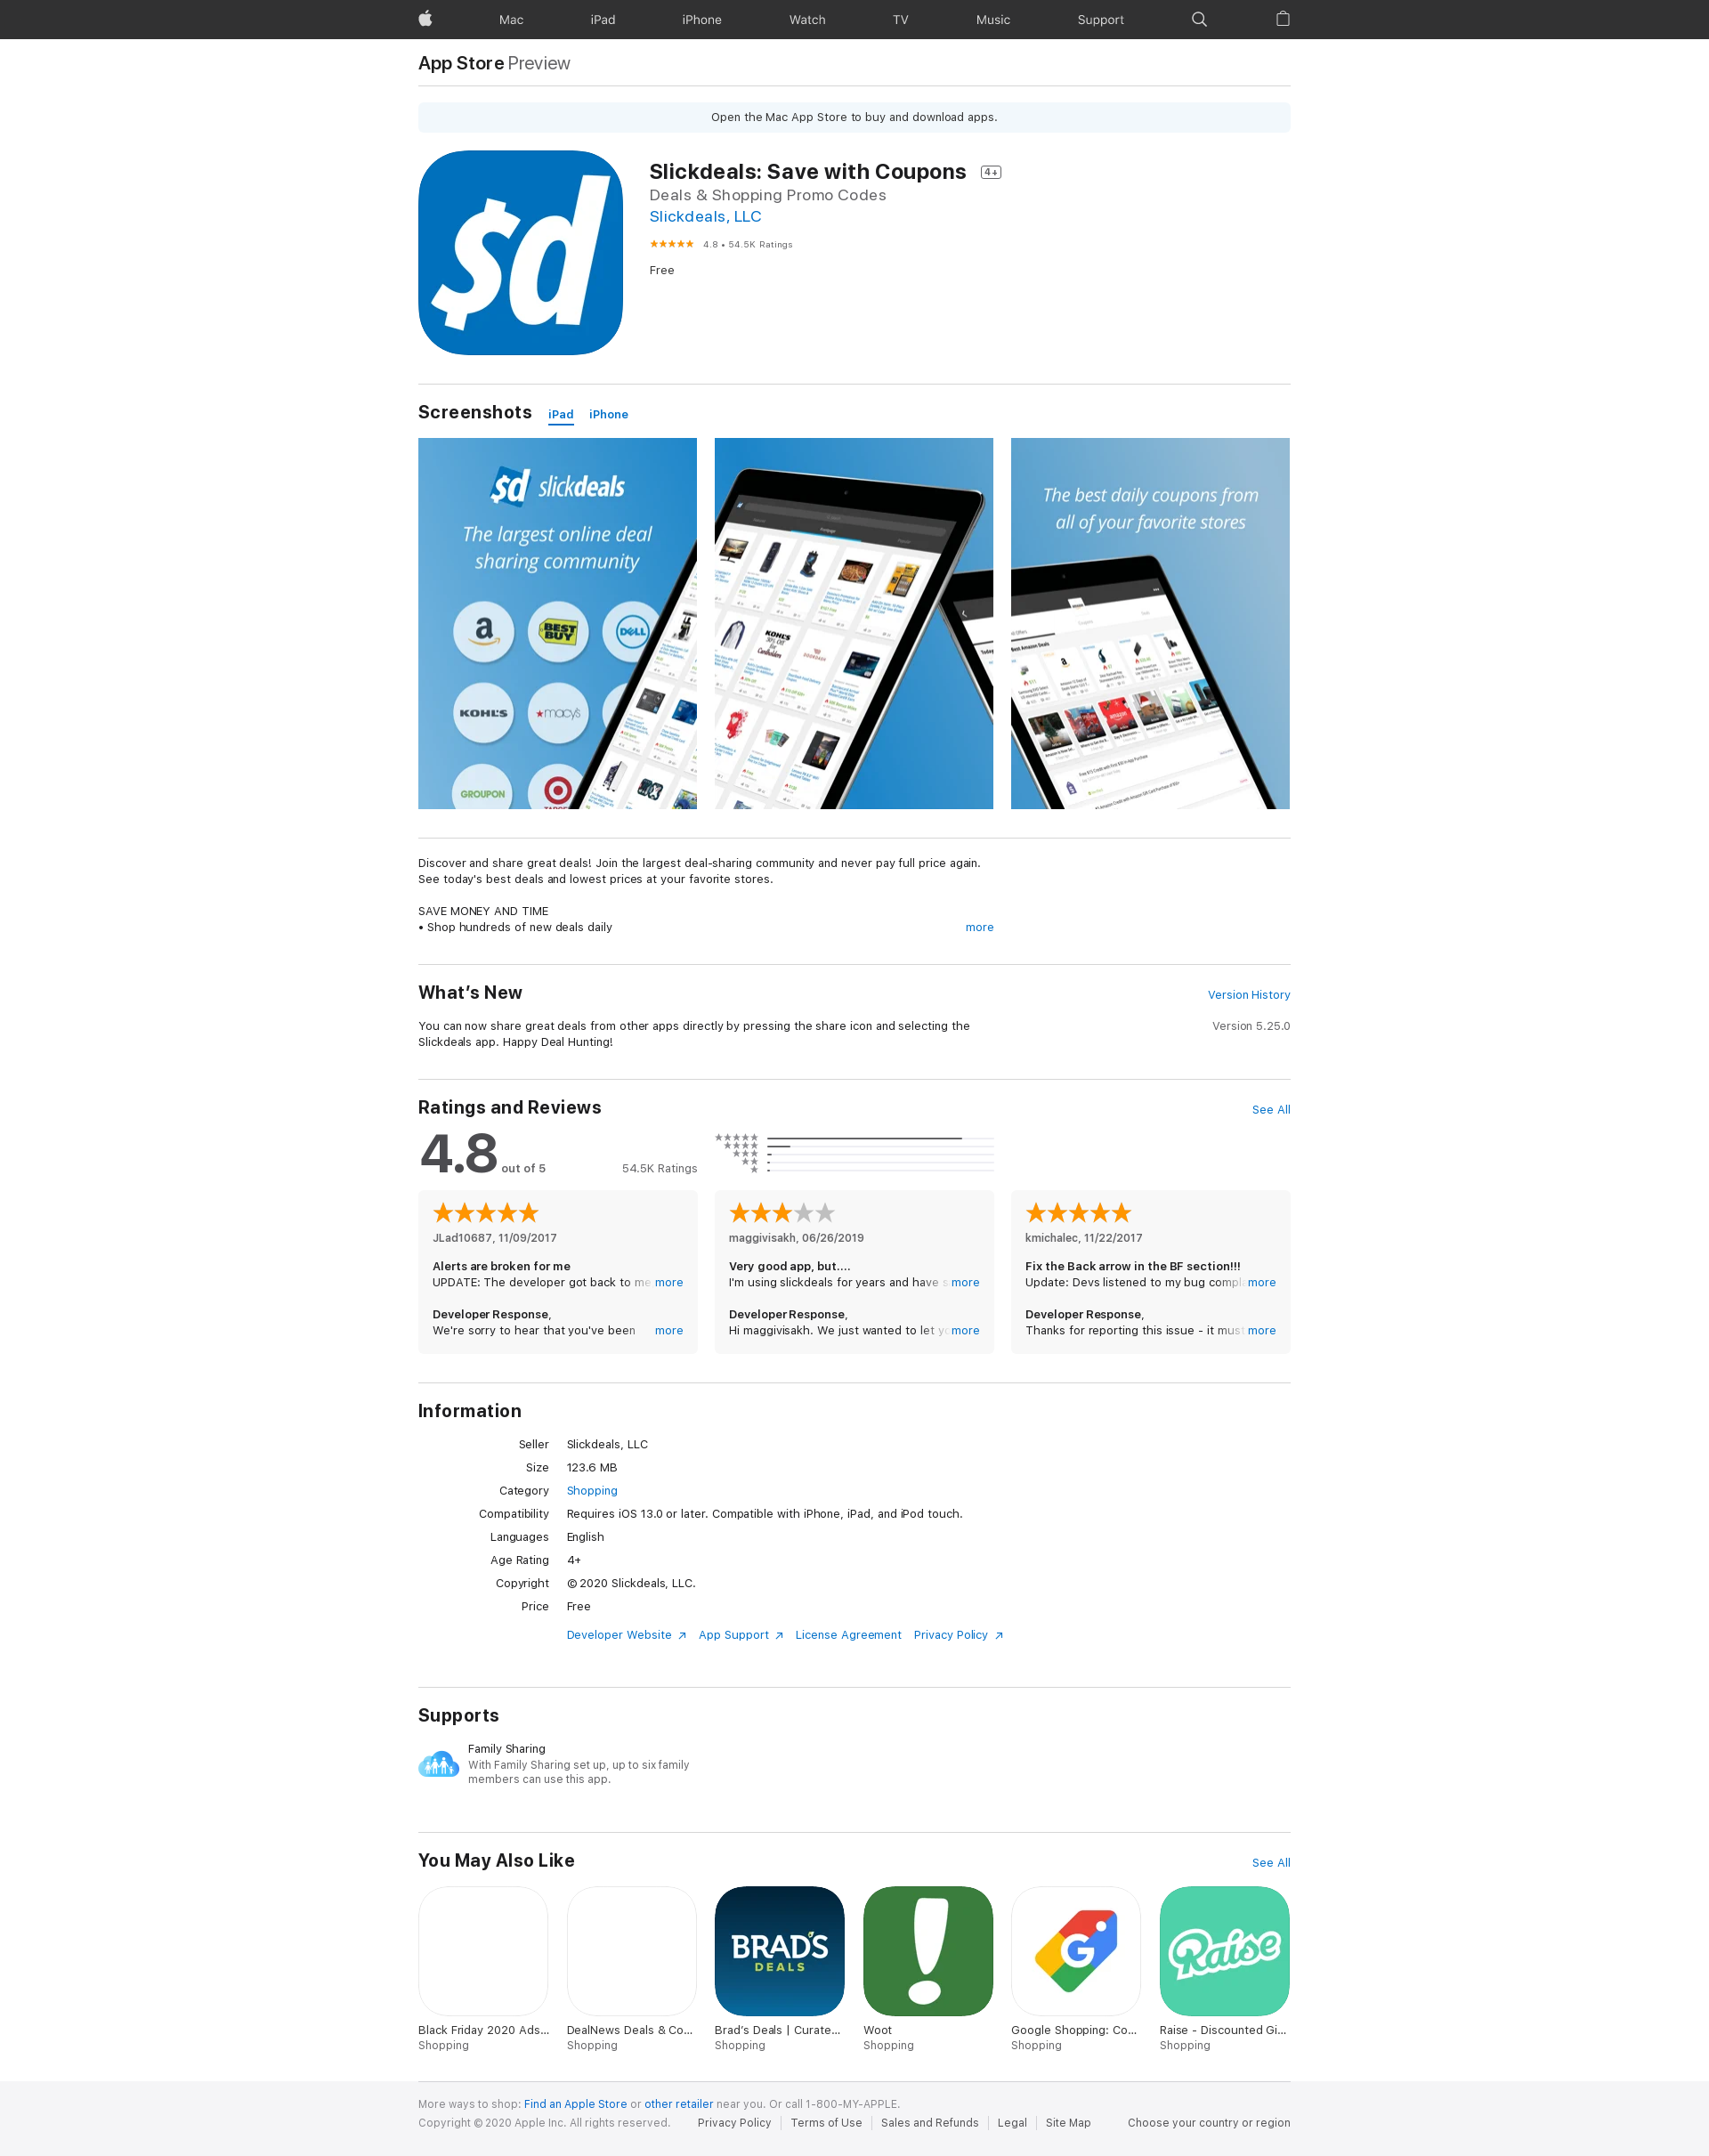 Mac
iPad
iPhone
Watch
TV
Music
Support
App Store Preview
Open the Mac App Store to buy and download apps.
$d
Slickdeals: Save with Coupons 4+
Deals & Shopping Promo Codes
Slickdeals, LLC
4.8 • 54.5K Ratings
Free
Screenshots iPad iPhone
$d slickdeals
The largest online deal
sharing community
a
BEST BUY
DELL
KOHL'S
★macy's
GROUPON
The best daily coupons from
all of your favorite stores
Discover and share great deals! Join the largest deal-sharing community and never pay full price again.
See today's best deals and lowest prices at your favorite stores.
SAVE MONEY AND TIME
• Shop hundreds of new deals daily
more
What’s New
Version History
You can now share great deals from other apps directly by pressing the share icon and selecting the
Slickdeals app. Happy Deal Hunting!
Version 5.25.0
Ratings and Reviews
See All
4.8 out of 5
54.5K Ratings
JLad10687, 11/09/2017
Alerts are broken for me
UPDATE: The developer got back to me more
Developer Response,
We're sorry to hear that you've been more
maggivisakh, 06/26/2019
Very good app, but....
I'm using slickdeals for years and have more
Developer Response,
Hi maggivisakh. We just wanted to let more
kmichalec, 11/22/2017
Fix the Back arrow in the BF section!!!
Update: Devs listened to my bug more
Developer Response,
Thanks for reporting this issue - it must more
Information
Seller Slickdeals, LLC
Size 123.6 MB
Category Shopping
Compatibility Requires iOS 13.0 or later. Compatible with iPhone, iPad, and iPod touch.
Languages English
Age Rating 4+
Copyright © 2020 Slickdeals, LLC.
Price Free
Developer Website App Support License Agreement Privacy Policy
Supports
Family Sharing
With Family Sharing set up, up to six family
members can use this app.
You May Also Like
See All
BRAD'S
DEALS
!
G
Raise
Black Friday 2020 Ads...
Shopping
DealNews Deals & Co...
Shopping
Brad’s Deals | Curate...
Shopping
Woot
Shopping
Google Shopping: Co...
Shopping
Raise - Discounted Gi...
Shopping
More ways to shop: Find an Apple Store or other retailer near you. Or call 1-800-MY-APPLE.
Copyright © 2020 Apple Inc. All rights reserved.
Privacy Policy
Terms of Use
Sales and Refunds
Legal
Site Map
Choose your country or region